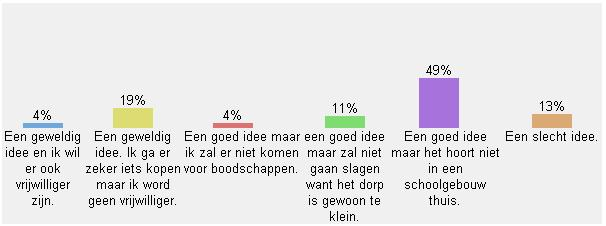 4%
Een geweldig
idee en ik wil
er ook
vrijwilliger
zijn.
19%
Een geweldig
idee. Ik ga er
zeker iets kopen
maar ik word
geen vrijwilliger.
4%
Een goed idee maar
ik zal er niet komen
voor boodschappen.
11%
een goed idee
maar zal niet
gaan slagen
want het dorp
is gewoon te
klein.
49%
Een goed idee
maar het hoort niet
in een
schoolgebouw
thuis.
13%
Een slecht idee.